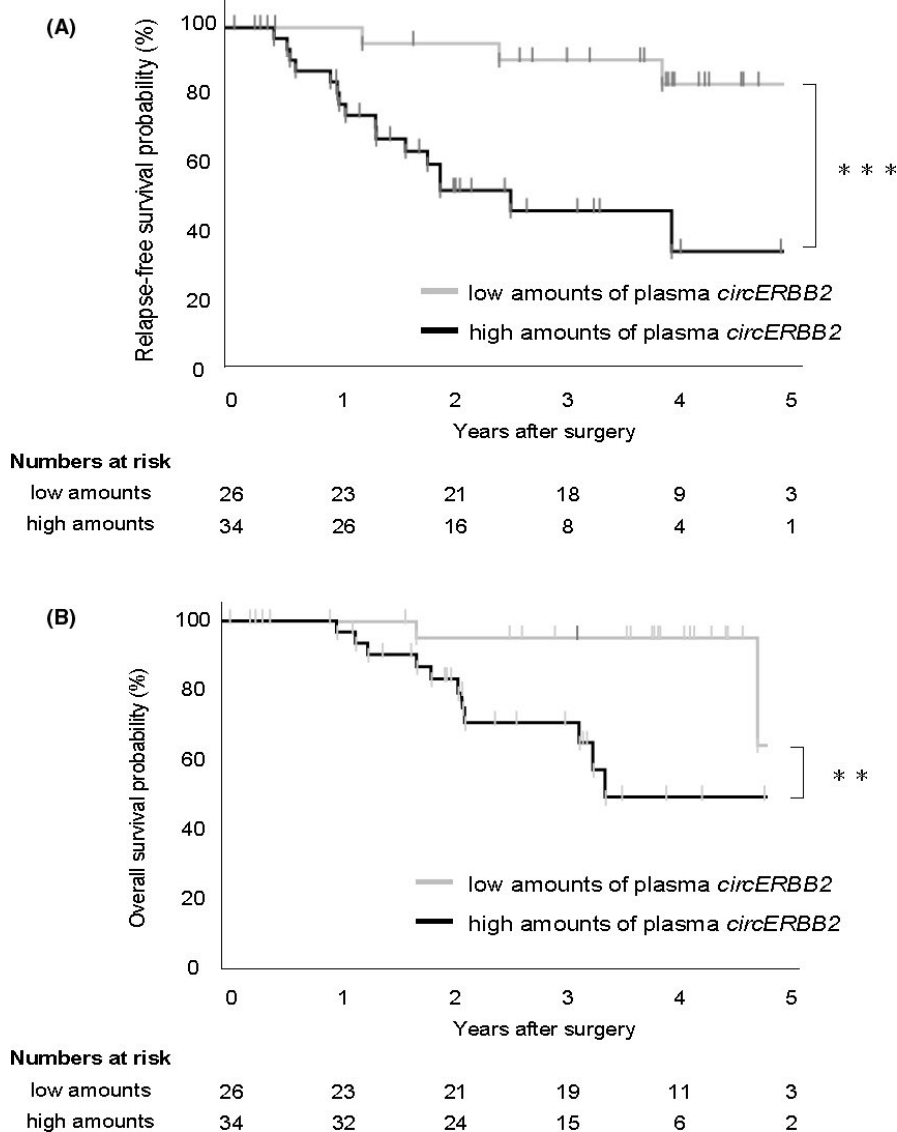 (A)
Relapse-free survival probability (%)
100
80
60
40
20
0
* * *
low amounts of plasma circERBB2
high amounts of plasma circERBB2
0 1 2 3 4 5
Years after surgery
Numbers at risk
low amounts 26 23 21 18 9 3
high amounts 34 26 16 8 4 1
(B)
Overall survival probability (%)
100
80
60
40
20
0
* *
low amounts of plasma circERBB2
high amounts of plasma circERBB2
0 1 2 3 4 5
Years after surgery
Numbers at risk
low amounts 26 23 21 19 11 3
high amounts 34 32 24 15 6 2